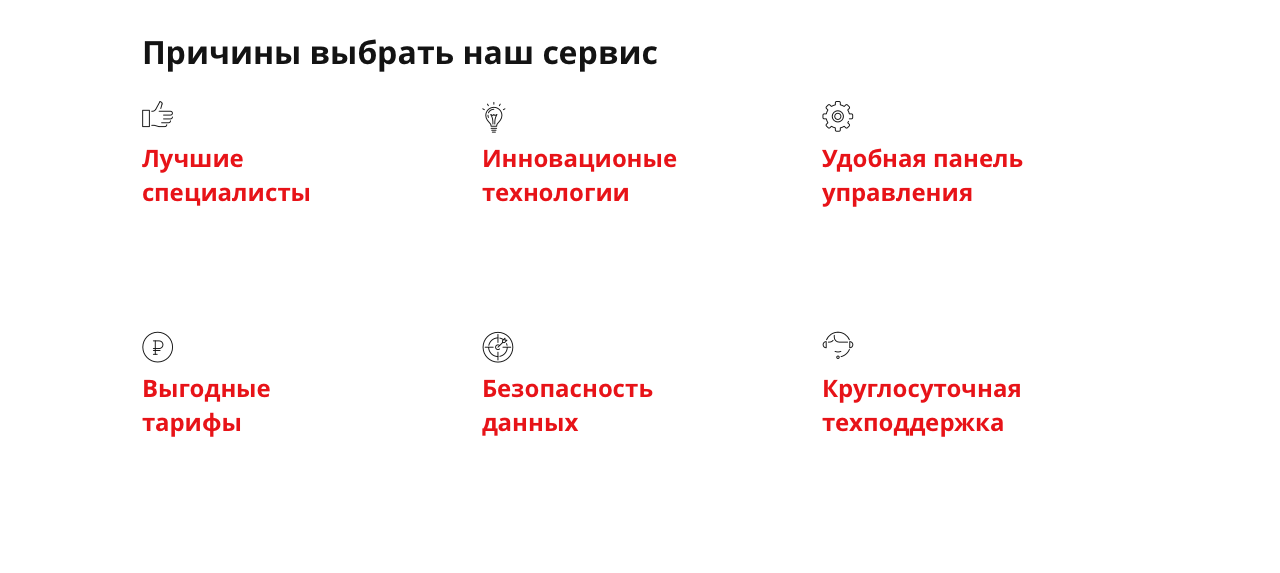 Причины выбрать наш сервис
Лучшие
специалисты
Инновационые
технологии
Удобная панель
управления
Выгодные
тарифы
Безопасность
данных
Круглосуточная
техподдержка